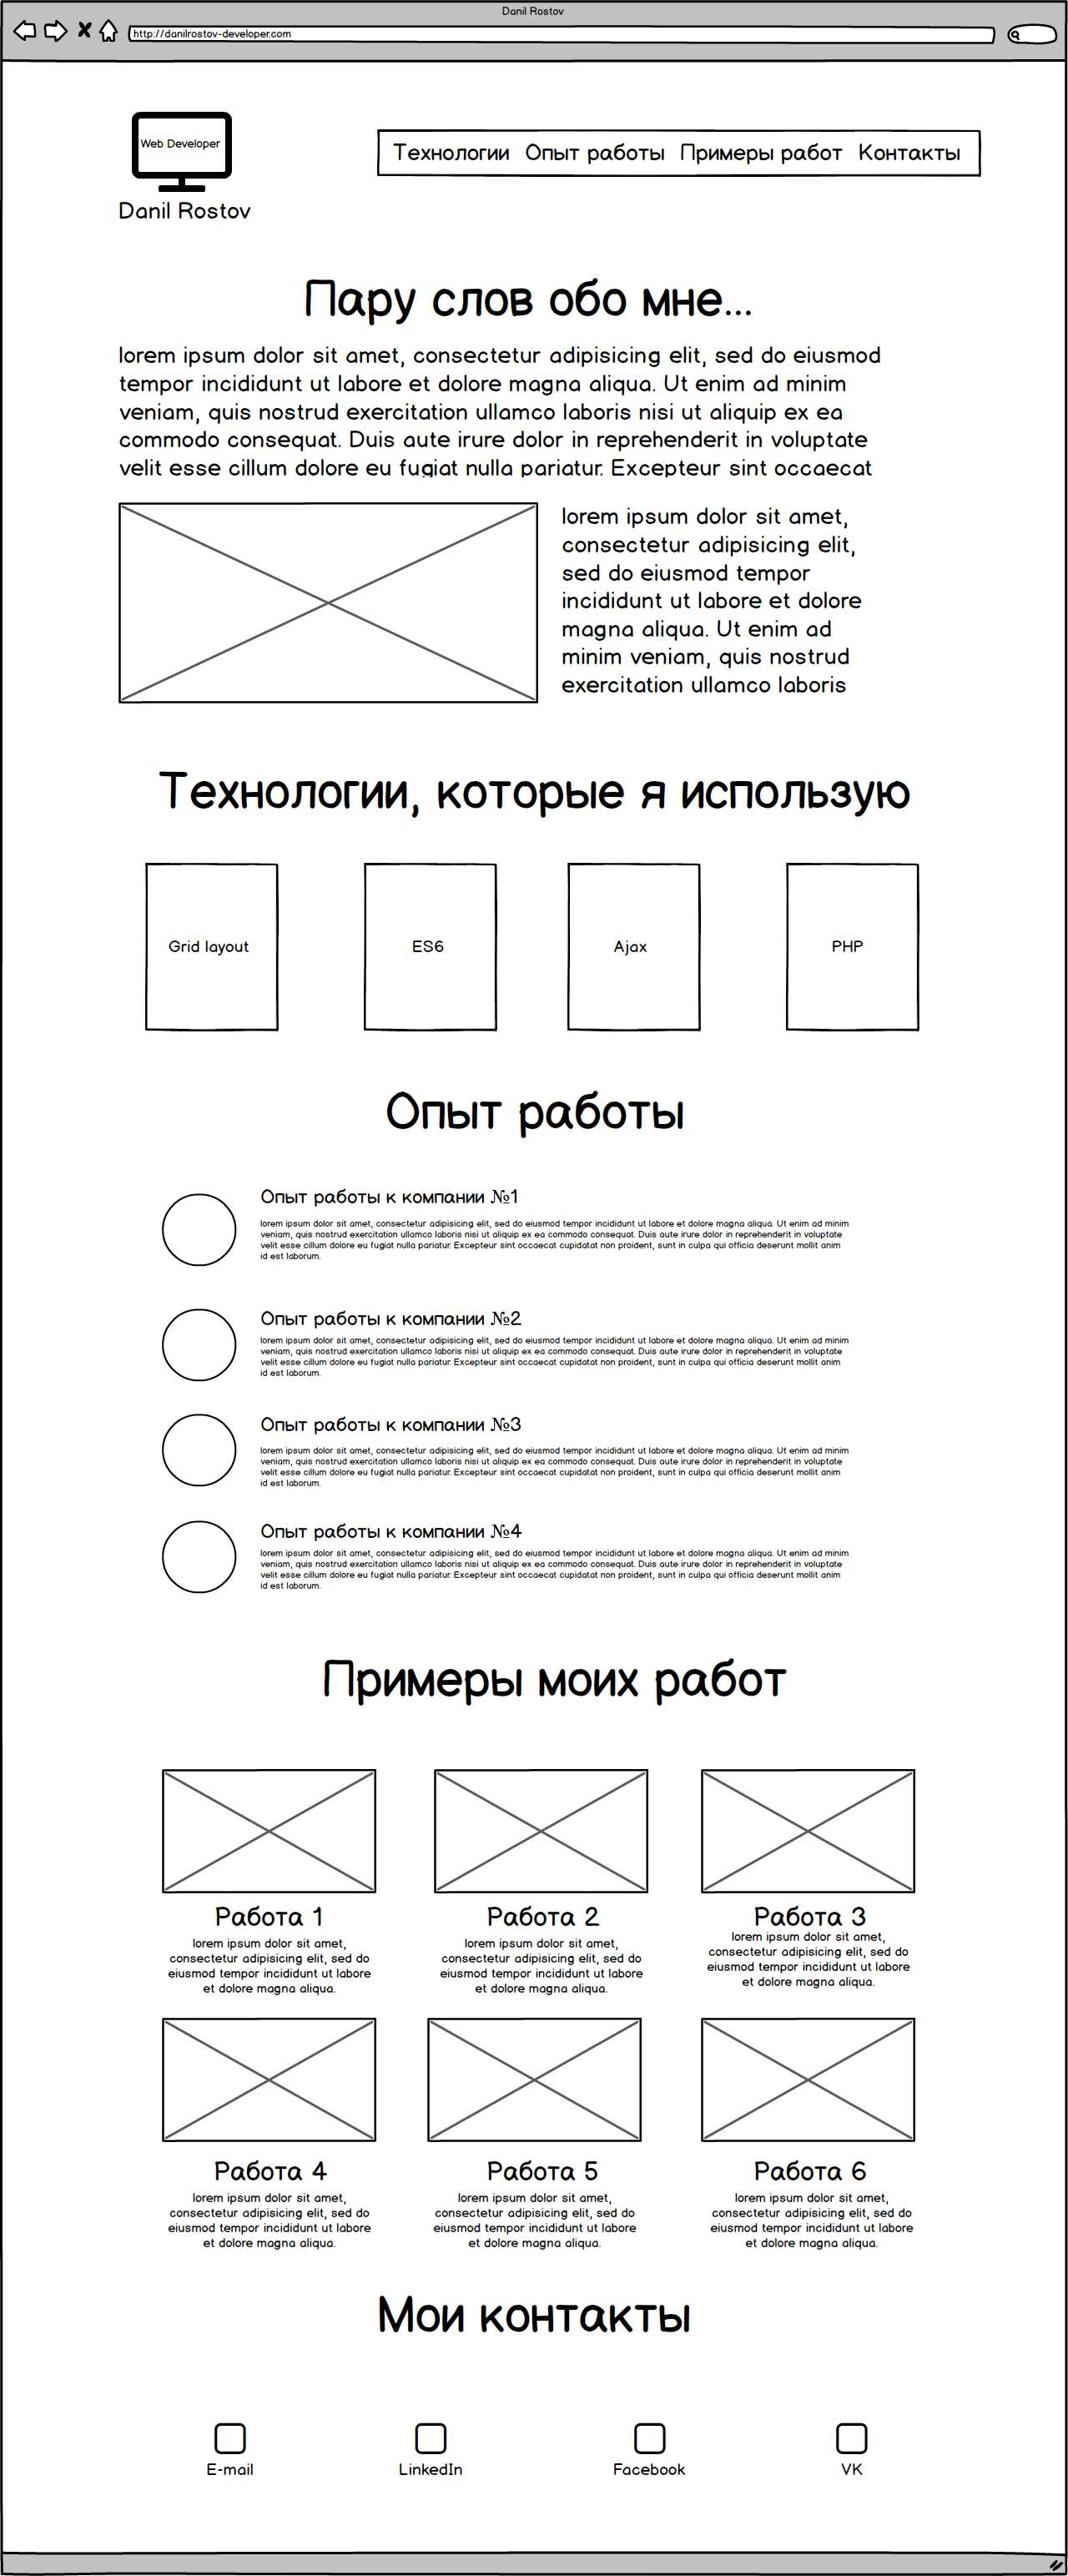 Danil Rostov
http://danilrostov-developer.com
Web Developer
Danil Rostov
Технологии Опыт работы Примеры работ Контакты
Пару слов обо мне...
lorem ipsum dolor sit amet, consectetur adipisicing elit, sed do eiusmod
tempor incididunt ut labore et dolore magna aliqua. Ut enim ad minim
veniam, quis nostrud exercitation ullamco laboris nisi ut aliquip ex ea
commodo consequat. Duis aute irure dolor in reprehenderit in voluptate
velit esse cillum dolore eu fugiat nulla pariatur. Excepteur sint occaecat
lorem ipsum dolor sit amet,
consectetur adipisicing elit,
sed do eiusmod tempor
incididunt ut labore et dolore
magna aliqua. Ut enim ad
minim veniam, quis nostrud
exercitation ullamco laboris
Технологии, которые я использую
Grid layout
ES6
Ajax
PHP
Опыт работы
Опыт работы к компании №1
lorem ipsum dolor sit amet, consectetur adipisicing elit, sed do eiusmod tempor incididunt ut labore et dolore magna aliqua. Ut enim ad minim
veniam, quis nostrud exercitation ullamco laboris nisi ut aliquip ex ea commodo consequat. Duis aute irure dolor in reprehenderit in voluptate
velit esse cillum dolore eu fugiat nulla pariatur. Excepteur sint occaecat cupidatat non proident, sunt in culpa qui officia deserunt mollit anim
id est laborum.
Опыт работы к компании №2
lorem ipsum dolor sit amet, consectetur adipisicing elit, sed do eiusmod tempor incididunt ut labore et dolore magna aliqua. Ut enim ad minim
veniam, quis nostrud exercitation ullamco laboris nisi ut aliquip ex ea commodo consequat. Duis aute irure dolor in reprehenderit in voluptate
velit esse cillum dolore eu fugiat nulla pariatur. Excepteur sint occaecat cupidatat non proident, sunt in culpa qui officia deserunt mollit anim
id est laborum.
Опыт работы к компании №3
lorem ipsum dolor sit amet, consectetur adipisicing elit, sed do eiusmod tempor incididunt ut labore et dolore magna aliqua. Ut enim ad minim
veniam, quis nostrud exercitation ullamco laboris nisi ut aliquip ex ea commodo consequat. Duis aute irure dolor in reprehenderit in voluptate
velit esse cillum dolore eu fugiat nulla pariatur. Excepteur sint occaecat cupidatat non proident, sunt in culpa qui officia deserunt mollit anim
id est laborum.
Опыт работы к компании №4
lorem ipsum dolor sit amet, consectetur adipisicing elit, sed do eiusmod tempor incididunt ut labore et dolore magna aliqua. Ut enim ad minim
veniam, quis nostrud exercitation ullamco laboris nisi ut aliquip ex ea commodo consequat. Duis aute irure dolor in reprehenderit in voluptate
velit esse cillum dolore eu fugiat nulla pariatur. Excepteur sint occaecat cupidatat non proident, sunt in culpa qui officia deserunt mollit anim
id est laborum.
Примеры моих работ
Работа 1
lorem ipsum dolor sit amet,
consectetur adipisicing elit, sed do
eiusmod tempor incididunt ut labore
et dolore magna aliqua.
Работа 2
lorem ipsum dolor sit amet,
consectetur adipisicing elit, sed do
eiusmod tempor incididunt ut labore
et dolore magna aliqua.
Работа 3
lorem ipsum dolor sit amet,
consectetur adipisicing elit, sed do
eiusmod tempor incididunt ut labore
et dolore magna aliqua.
Работа 4
lorem ipsum dolor sit amet,
consectetur adipisicing elit, sed do
eiusmod tempor incididunt ut labore
et dolore magna aliqua.
Работа 5
lorem ipsum dolor sit amet,
consectetur adipisicing elit, sed do
eiusmod tempor incididunt ut labore
et dolore magna aliqua.
Работа 6
lorem ipsum dolor sit amet,
consectetur adipisicing elit, sed do
eiusmod tempor incididunt ut labore
et dolore magna aliqua.
Мои контакты
E-mail
LinkedIn
Facebook
VK